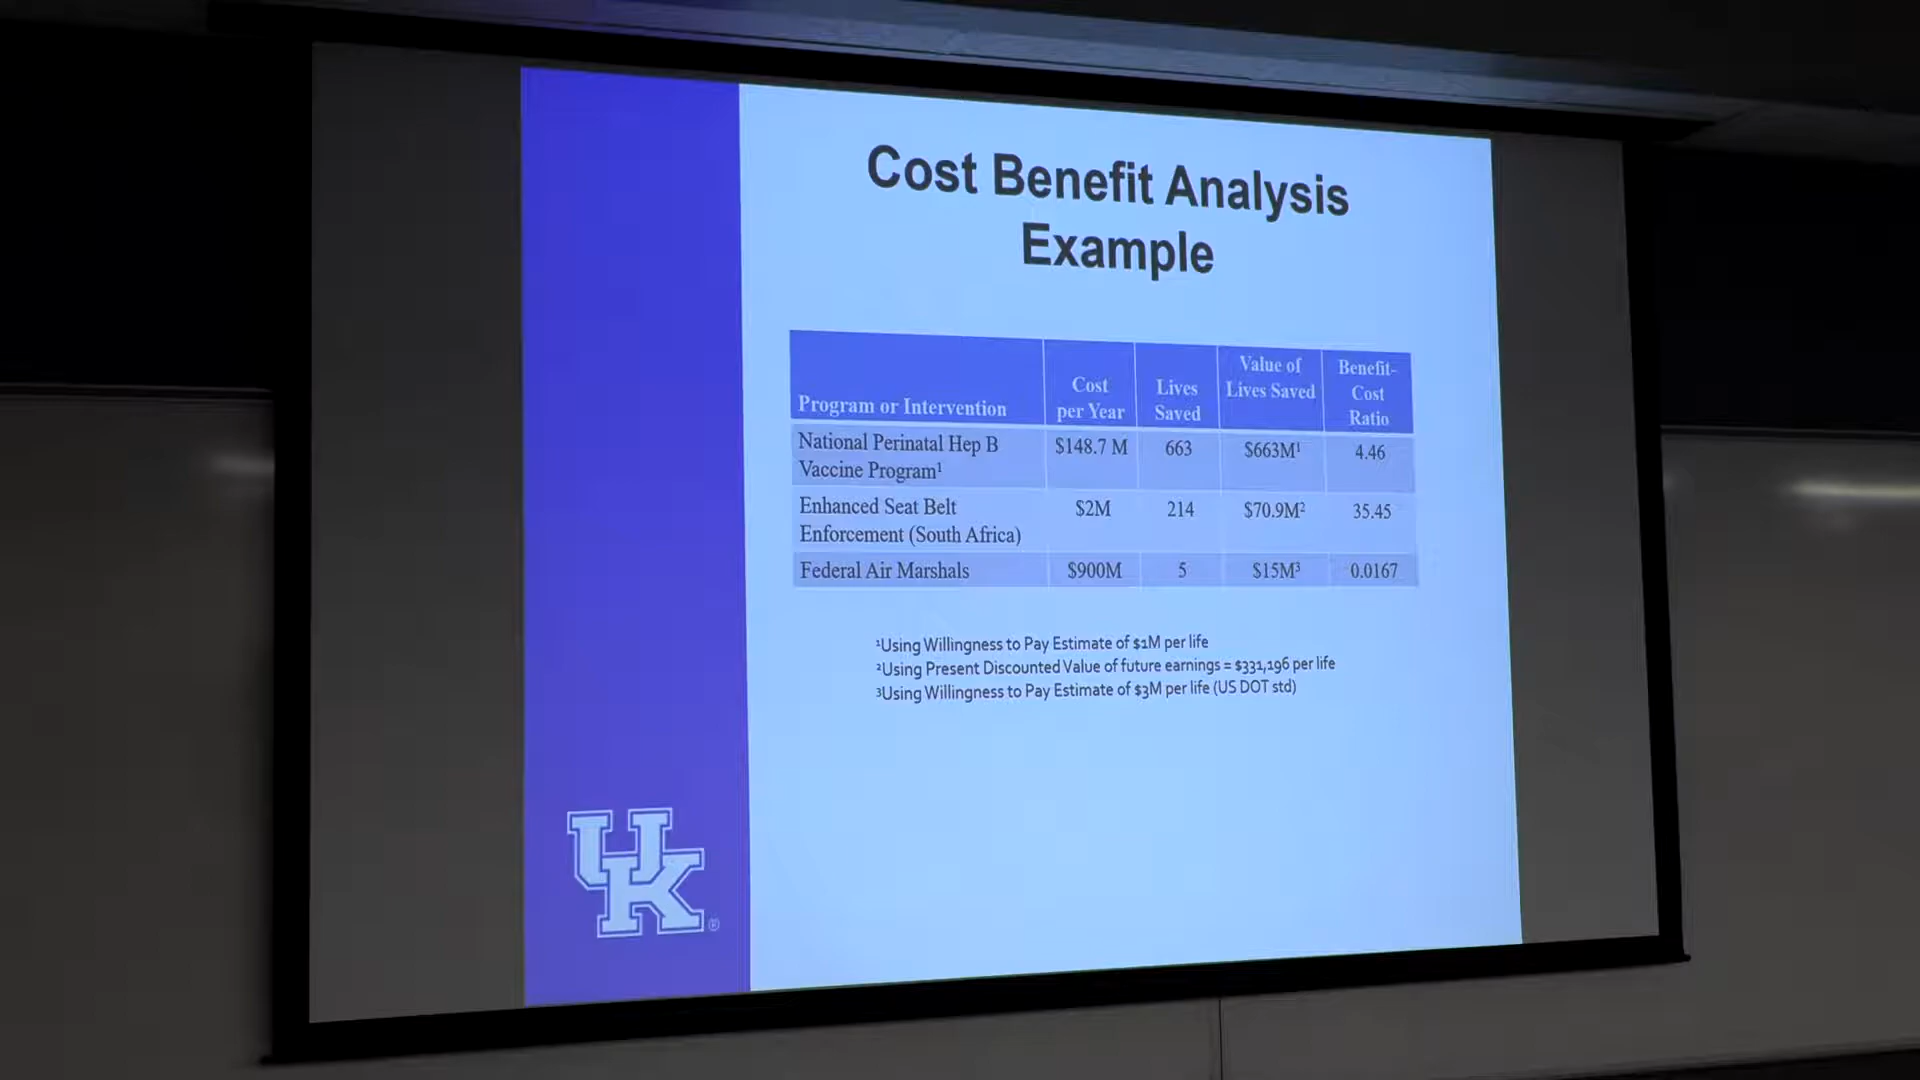 Cost Benefit Analysis
Example
Program or Intervention
Cost
per Year
Lives
Saved
Value of
Lives Saved
Benefit-
Cost
Ratio
National Perinatal Hep B
Vaccine Program¹
$148.7 M
663
$663M¹
4.46
Enhanced Seat Belt
Enforcement (South Africa)
$2M
214
$70.9M²
35.45
Federal Air Marshals
$900M
5
$15M³
0.0167
¹Using Willingness to Pay Estimate of $1M per life
²Using Present Discounted Value of future earnings = $331,196 per life
³Using Willingness to Pay Estimate of $3M per life (US DOT std)
UK®